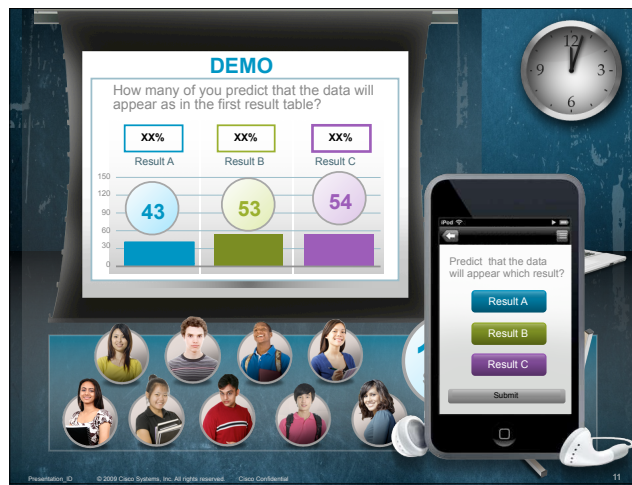 DEMO
How many of you predict that the data will
appear as in the first result table?
XX% XX% XX%
Result A Result B Result C
150
120
90
60
30
0
43 53 54
12
3
6
9
iPod
Predict that the data
will appear which result?
Result A
Result B
Result C
Submit
Presentation_ID © 2009 Cisco Systems, Inc. All rights reserved. Cisco Confidential 11